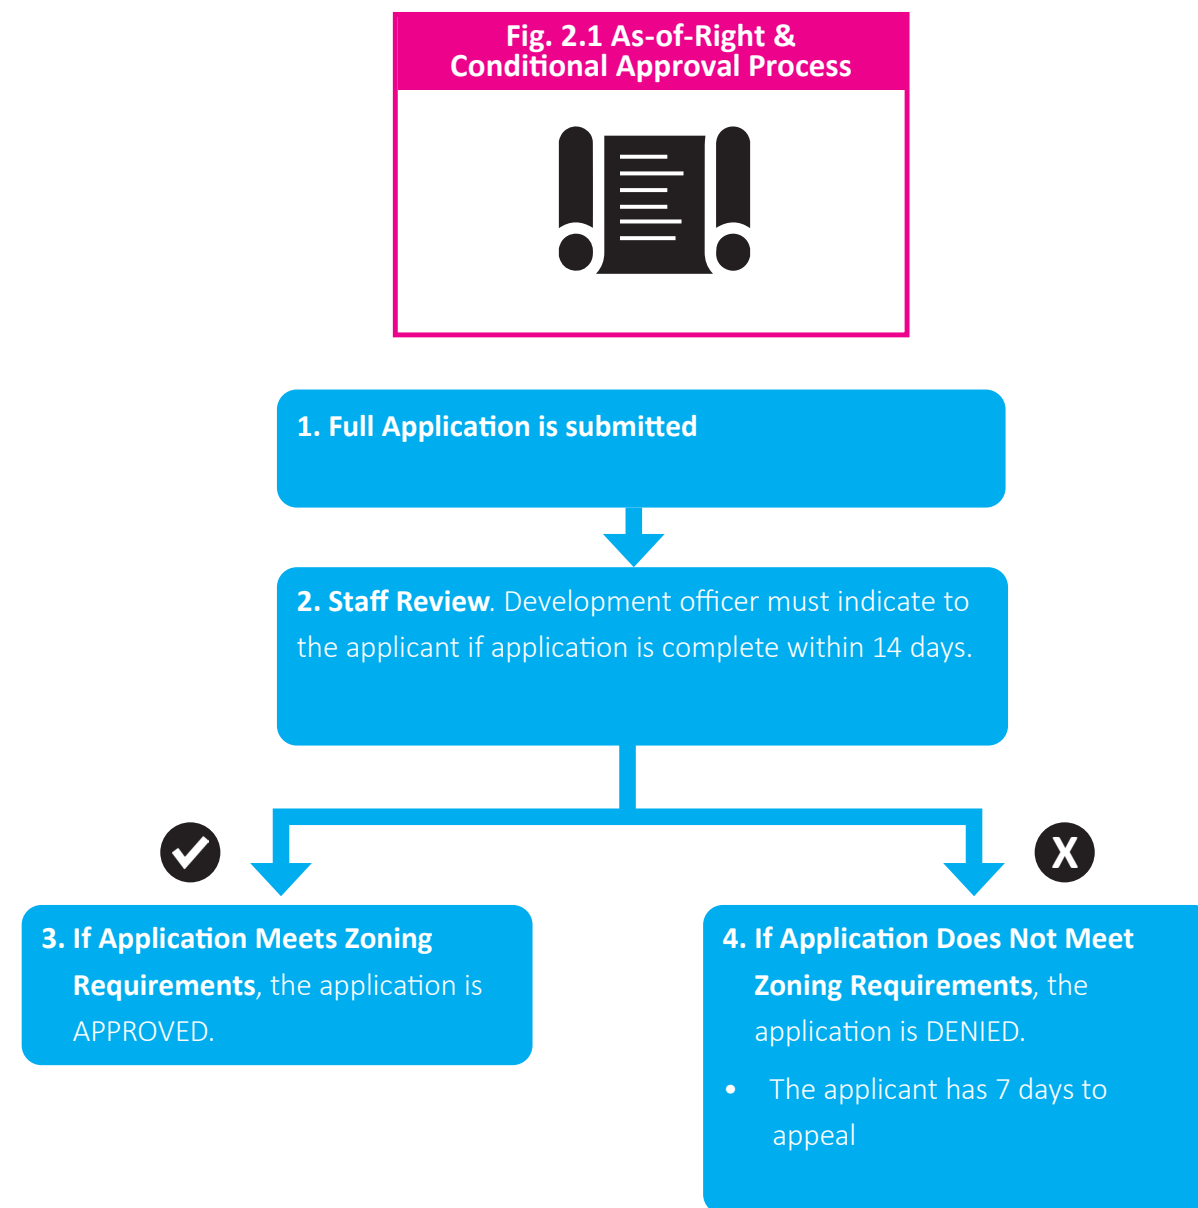 Fig. 2.1 As-of-Right &
Conditional Approval Process
1. Full Application is submitted
2. Staff Review. Development officer must indicate to
the applicant if application is complete within 14 days.
3. If Application Meets Zoning
Requirements, the application is
APPROVED.
X
4. If Application Does Not Meet
Zoning Requirements, the
application is DENIED.
• The applicant has 7 days to
appeal